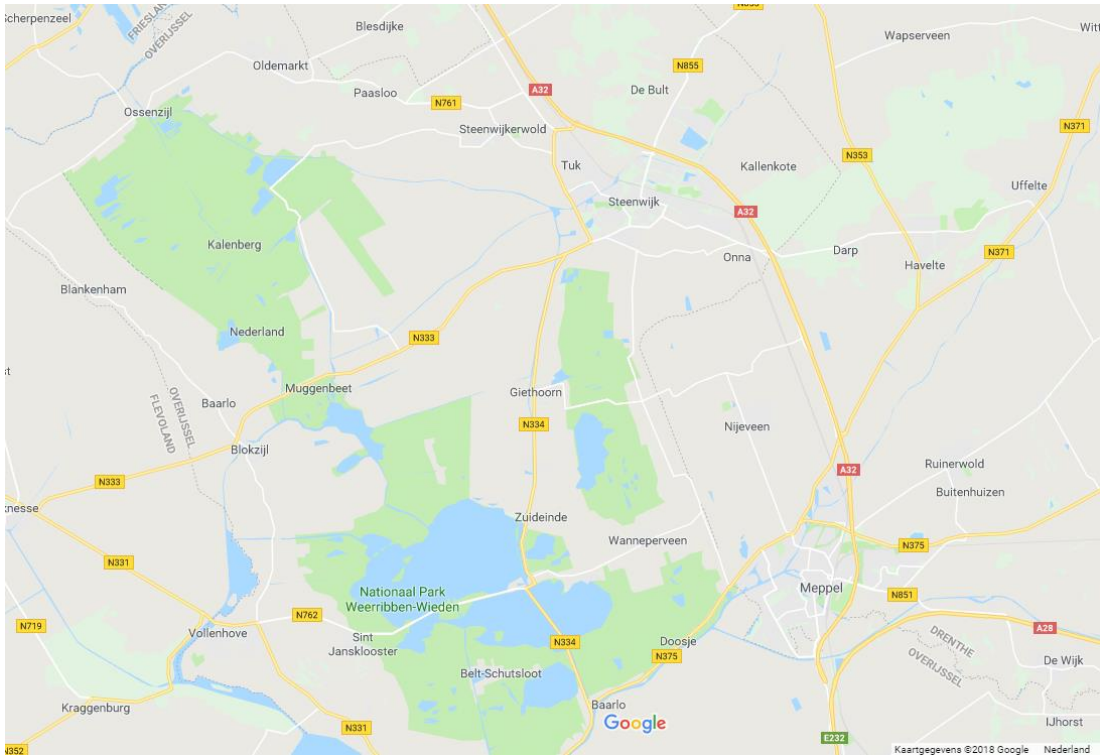 Scherpenzeel
FRIESLAN
OVERIJSSEL
Blesdijke
Wapserveen
Witt
Oldemarkt
N855
Paasloo
De Bult
A32
N761
Ossenzijl
N371
Steenwijkerwold
Tuk
Kallenkote
N353
Uffelte
Steenwijk
A32
Kalenberg
Darp
N371
Onna
Havelte
Blankenham
Nederland
N333
Muggenbeet
Giethoorn
Baarlo
OVERIJSSEL
FLEVOLAND
N334
Nijeveen
Blokzijl
A32
Ruinerwold
N333
Buitenhuizen
knesse
Zuideinde
Wanneperveen
N375
N331
Nationaal Park
Weerribben-Wieden
Meppel
N851
N762
N719
Vollenhove
Sint
Jansklooster
N334
Doosje
A28
DRENTHE
OVERIJSSEL
N375
De Wijk
Belt-Schutsloot
Kraggenburg
Baarlo
Google
IJhorst
N331
E232
N352
Kaartgegevens ©2018 Google Nederland